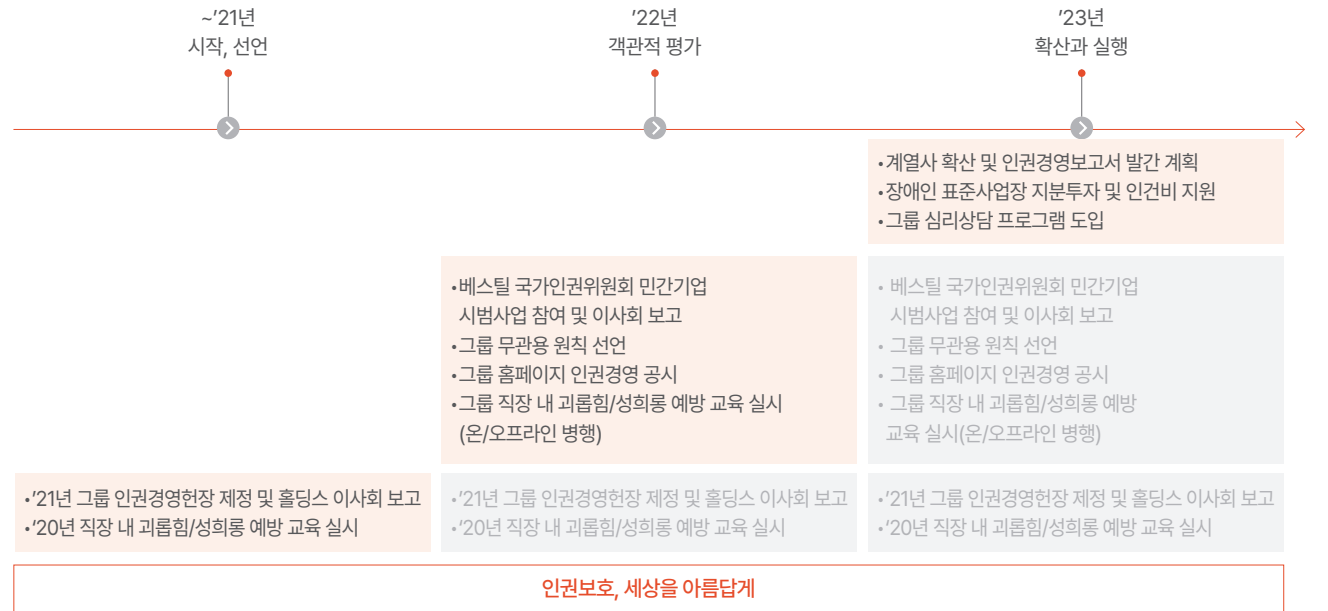 ~’21년
시작, 선언
’22년
객관적 평가
’23년
확산과 실행
•계열사 확산 및 인권경영보고서 발간 계획
•장애인 표준사업장 지분투자 및 인건비 지원
•그룹 심리상담 프로그램 도입
•베스틸 국가인권위원회 민간기업
시범사업 참여 및 이사회 보고
•그룹 무관용 원칙 선언
•그룹 홈페이지 인권경영 공시
•그룹 직장 내 괴롭힘/성희롱 예방 교육 실시
(온/오프라인 병행)
• 베스틸 국가인권위원회 민간기업
시범사업 참여 및 이사회 보고
• 그룹 무관용 원칙 선언
• 그룹 홈페이지 인권경영 공시
• 그룹 직장 내 괴롭힘/성희롱 예방
교육 실시(온/오프라인 병행)
•’21년 그룹 인권경영헌장 제정 및 홀딩스 이사회 보고
•’20년 직장 내 괴롭힘/성희롱 예방 교육 실시
•’21년 그룹 인권경영헌장 제정 및 홀딩스 이사회 보고
•’20년 직장 내 괴롭힘/성희롱 예방 교육 실시
•’21년 그룹 인권경영헌장 제정 및 홀딩스 이사회 보고
•’20년 직장 내 괴롭힘/성희롱 예방 교육 실시
인권보호, 세상을 아름답게